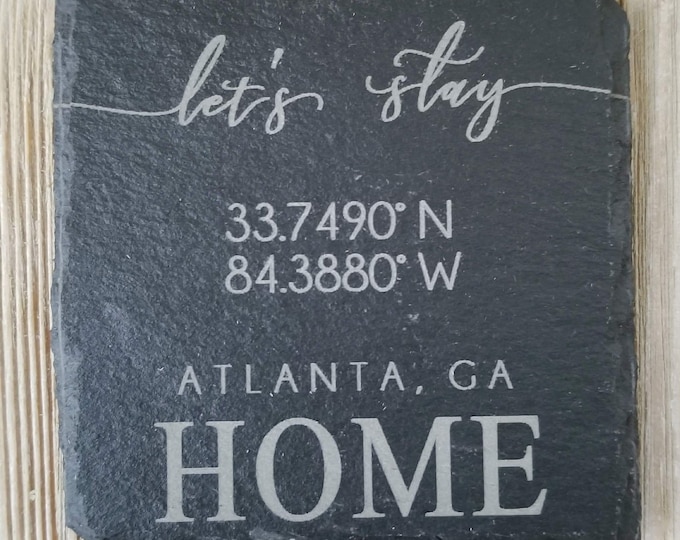 let's stay
33.7490° N
84.3880° W
ATLANTA, GA
HOME